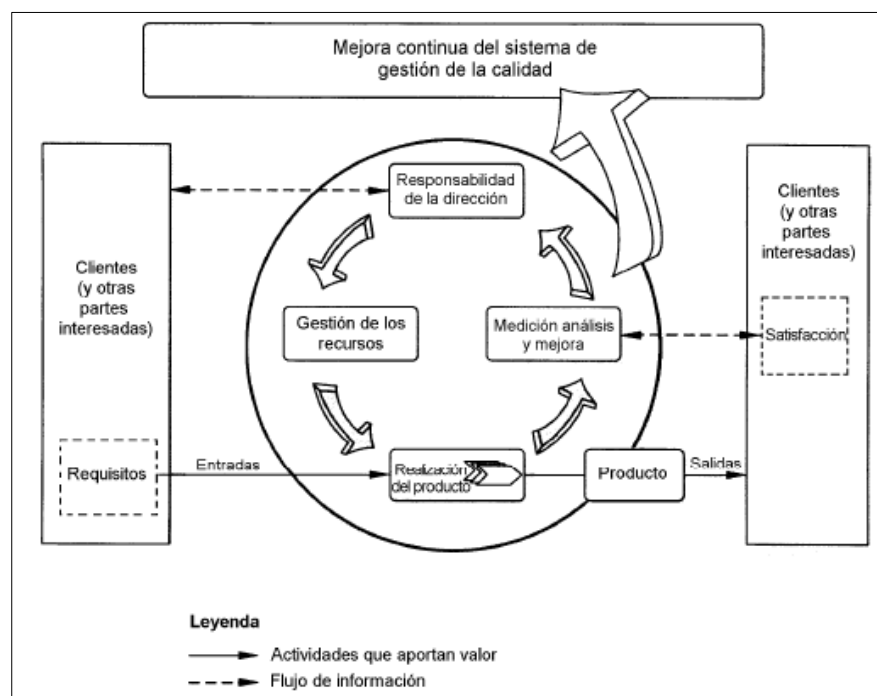 Mejora continua del sistema de
gestión de la calidad
Responsabilidad
de la dirección
Clientes
(y otras
partes
interesadas)
Clientes
(y otras
partes
interesadas)
Gestión de los
recursos
Medición análisis
y mejora
Satisfacción
Requisitos
Entradas
Realización
del producto
Producto
Salidas
Leyenda
Actividades que aportan valor
Flujo de información